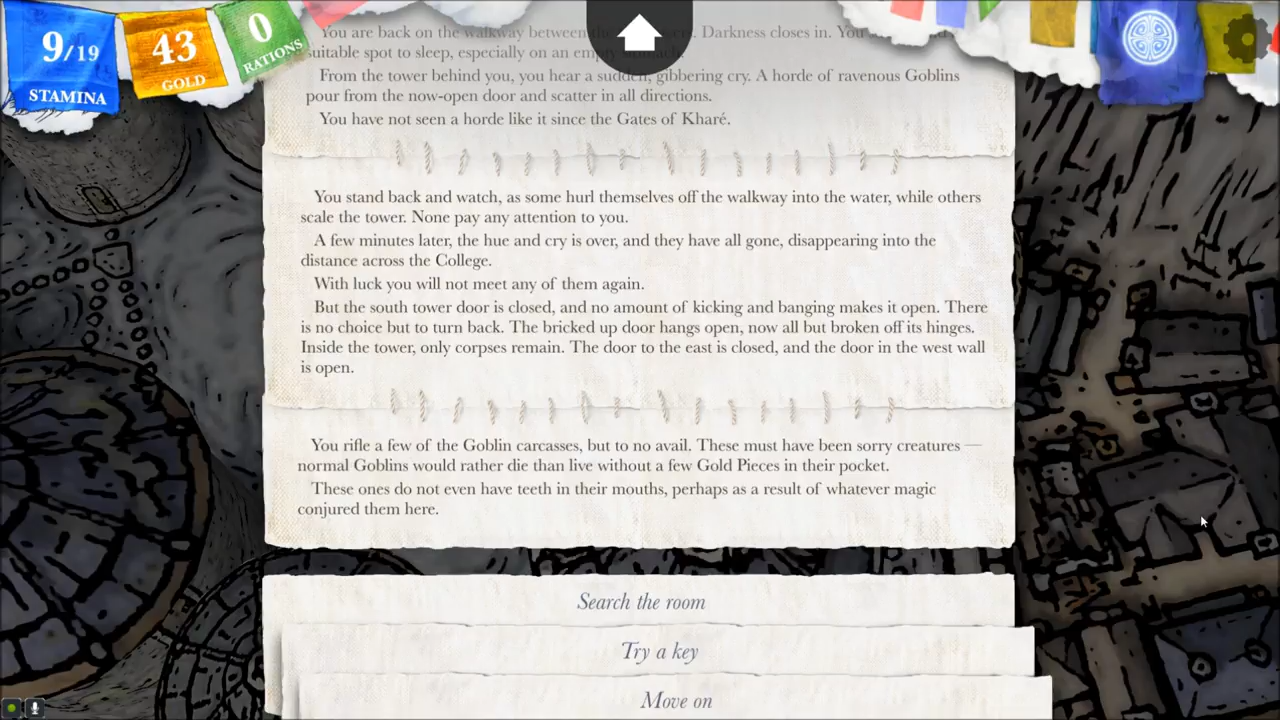 9/19
STAMINA
43
GOLD
0
RATIONS
You are back on the walkway between the Darkness closes in. You
suitable spot to sleep, especially on an empty
From the tower behind you, you hear a sudden, gibbering cry. A horde of ravenous Goblins
pour from the now-open door and scatter in all directions.
You have not seen a horde like it since the Gates of Kharé.
You stand back and watch, as some hurl themselves off the walkway into the water, while others
scale the tower. None pay any attention to you.
A few minutes later, the hue and cry is over, and they have all gone, disappearing into the
distance across the College.
With luck you will not meet any of them again.
But the south tower door is closed, and no amount of kicking and banging makes it open. There
is no choice but to turn back. The bricked up door hangs open, now all but broken off its hinges.
Inside the tower, only corpses remain. The door to the east is closed, and the door in the west wall
is open.
You rifle a few of the Goblin carcasses, but to no avail. These must have been sorry creatures —
normal Goblins would rather die than live without a few Gold Pieces in their pocket.
These ones do not even have teeth in their mouths, perhaps as a result of whatever magic
conjured them here.
Search the room
Try a key
Move on